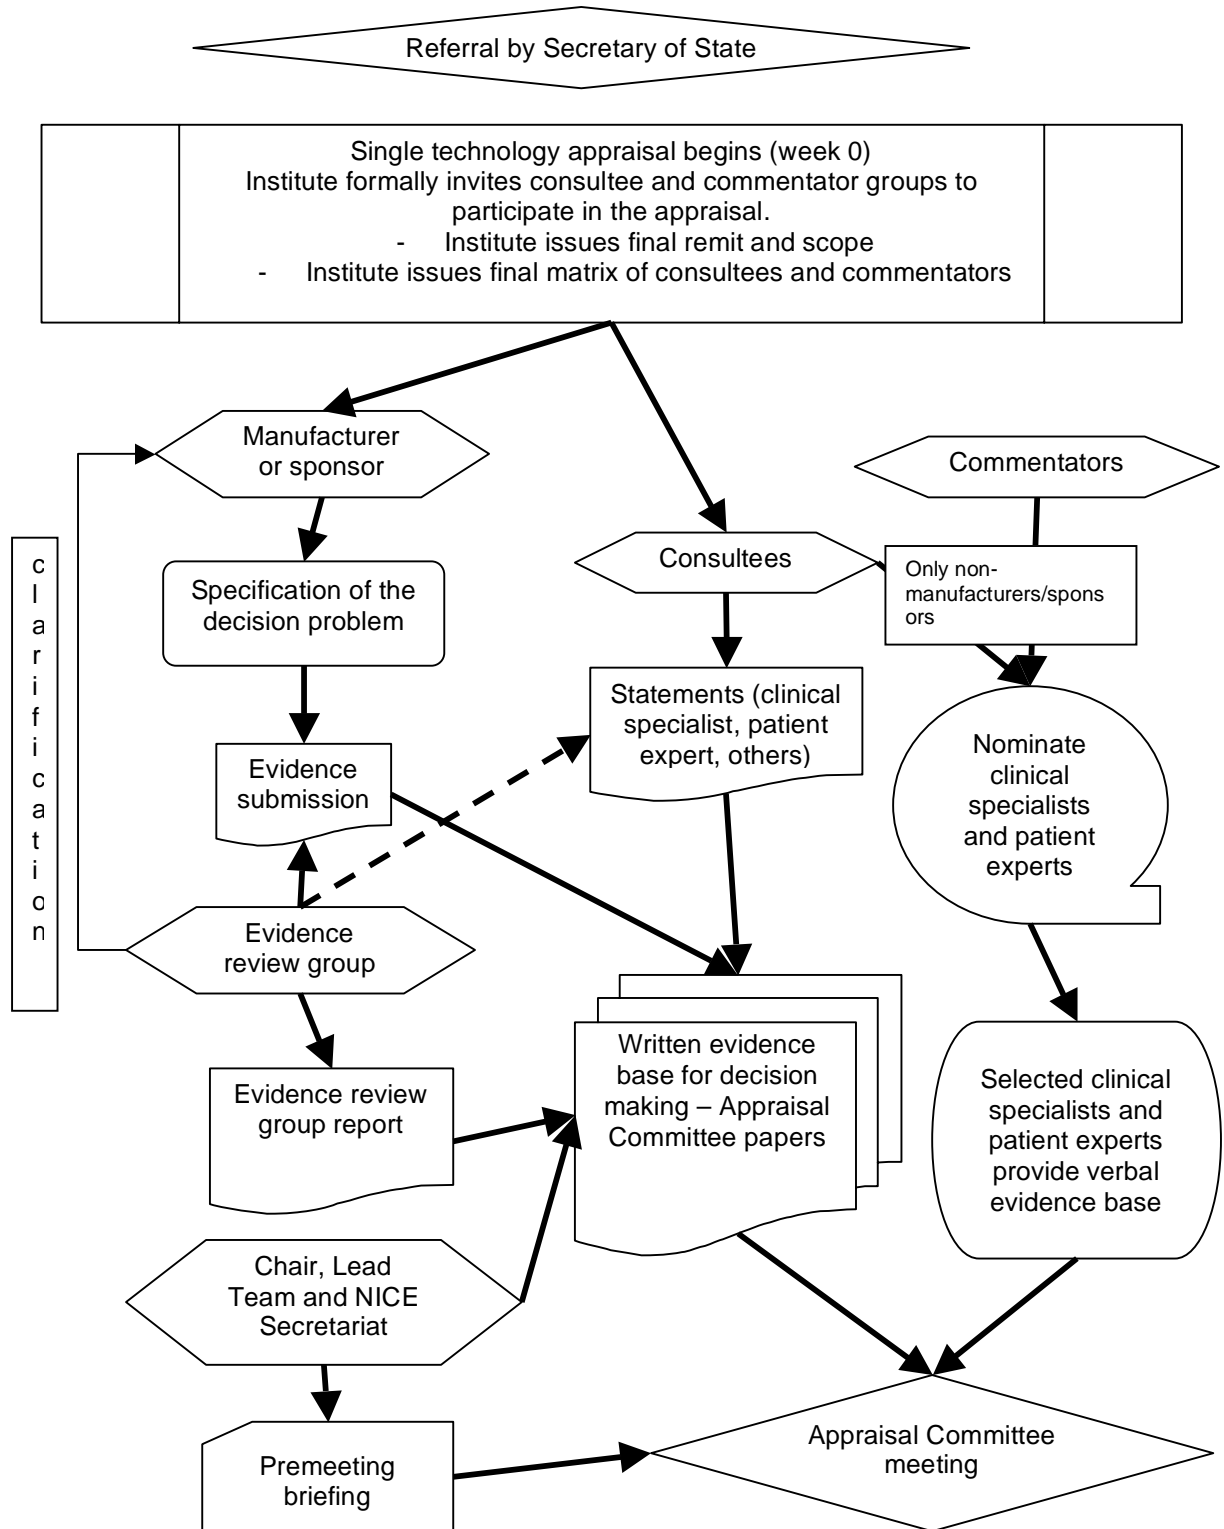 Referral by Secretary of State
Single technology appraisal begins (week 0)
Institute formally invites consultee and commentator groups to
participate in the appraisal.
- Institute issues final remit and scope
- Institute issues final matrix of consultees and commentators
Manufacturer
or sponsor
Commentators
clarification
Specification of the
decision problem
Consultees
Only non-
manufacturers/spons
ors
Evidence
submission
Statements (clinical
specialist, patient
expert, others)
Nominate
clinical
specialists
and patient
experts
Evidence
review group
Evidence review
group report
Written evidence
base for decision
making – Appraisal
Committee papers
Selected clinical
specialists and
patient experts
provide verbal
evidence base
Chair, Lead
Team and NICE
Secretariat
Premeeting
briefing
Appraisal Committee
meeting